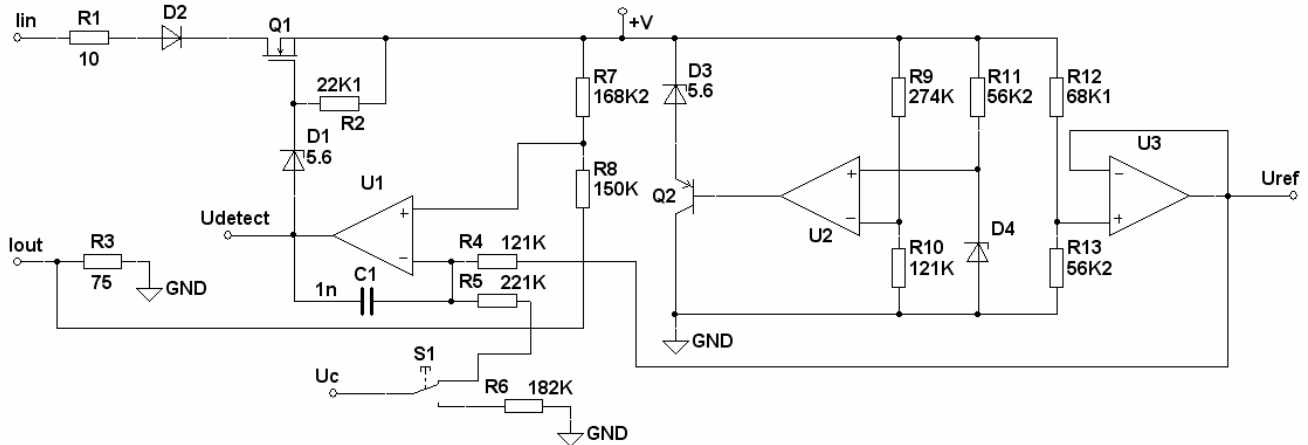 Iin
R1
10
D2
Q1
+V
22K1
R2
D1
5.6
R7
168K2
D3
5.6
R9
274K
R11
56K2
R12
68K1
U3
−
+
Uref
U1
+
−
R8
150K
Q2
U2
+
−
D4
Udetect
Iout
R3
75
GND
R4
121K
R5
221K
C1
1n
R10
121K
R13
56K2
GND
S1
Uc
R6
182K
GND